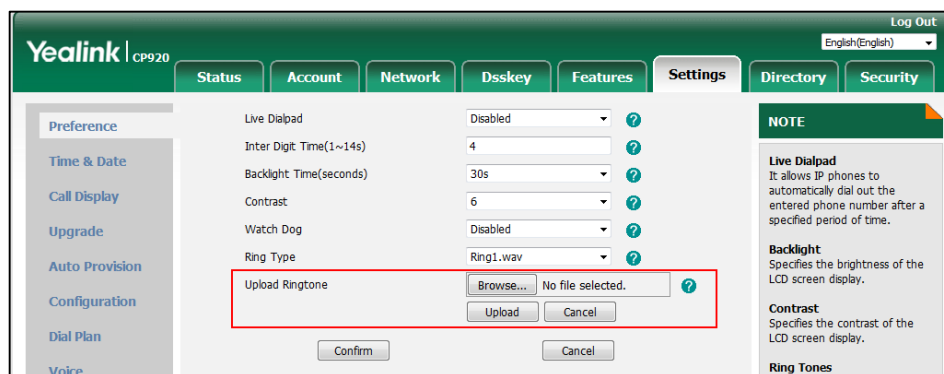 Log Out
Yealink | CP920
English(English)
Status Account Network Dsskey Features Settings Directory Security
Preference
Time & Date
Call Display
Upgrade
Auto Provision
Configuration
Dial Plan
Voice
Live Dialpad Disabled ?
Inter Digit Time(1~14s) 4 ?
Backlight Time(seconds) 30s ?
Contrast 6 ?
Watch Dog Disabled ?
Ring Type Ring1.wav ?
Upload Ringtone Browse... No file selected. ?
Upload Cancel
Confirm Cancel
NOTE
Live Dialpad
It allows IP phones to
automatically dial out the
entered phone number after a
specified period of time.
Backlight
Specifies the brightness of the
LCD screen display.
Contrast
Specifies the contrast of the
LCD screen display.
Ring Tones